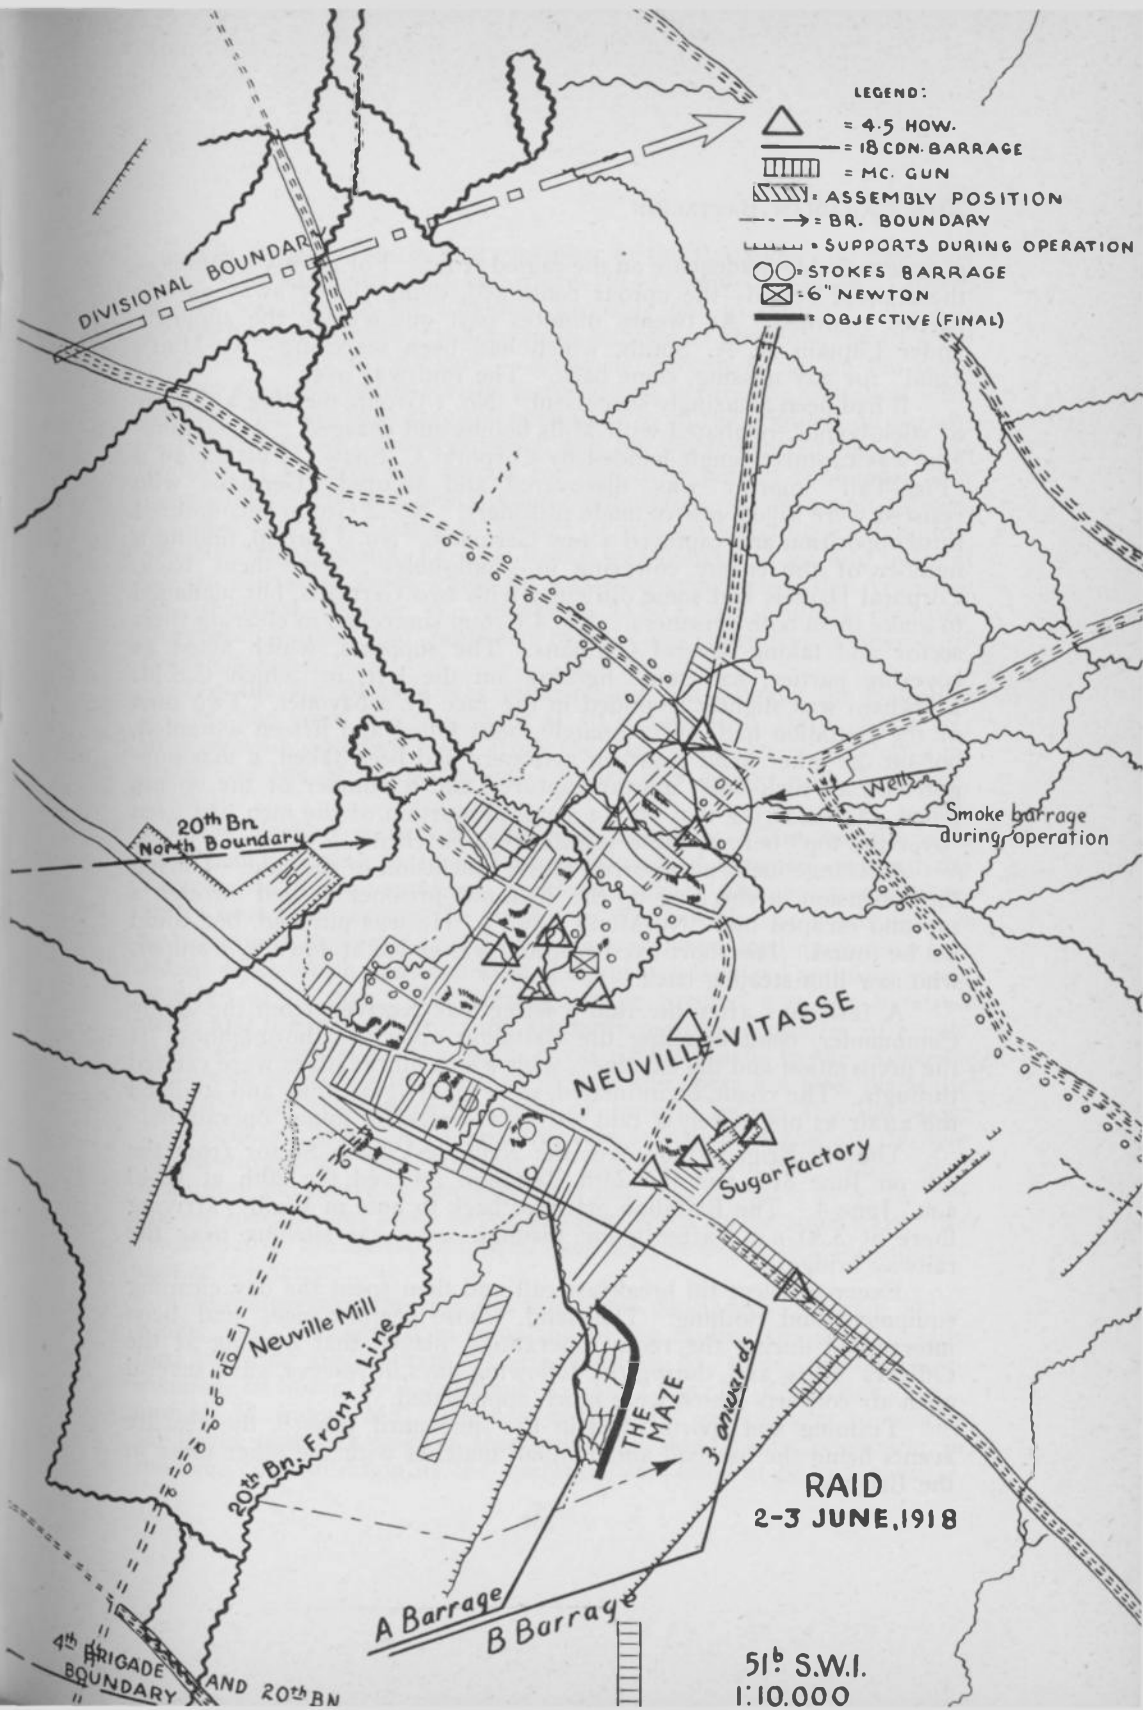 LEGEND:
= 4.5 HOW.
= 18 CDN. BARRAGE
= MC. GUN
= ASSEMBLY POSITION
= BR. BOUNDARY
= SUPPORTS DURING OPERATION
= STOKES BARRAGE
= 6" NEWTON
= OBJECTIVE (FINAL)
DIVISIONAL BOUNDARY
Wells
Smoke barrage
during operation
20th Bn.
North Boundary
NEUVILLE-VITASSE
Sugar Factory
Neuville Mill
20th Bn. Front Line
THE
MAZE
3 onwards
RAID
2-3 JUNE, 1918
A Barrage
B Barrage
4th BRIGADE AND 20th BN
BOUNDARY
51b S.W.I.
1:10.000